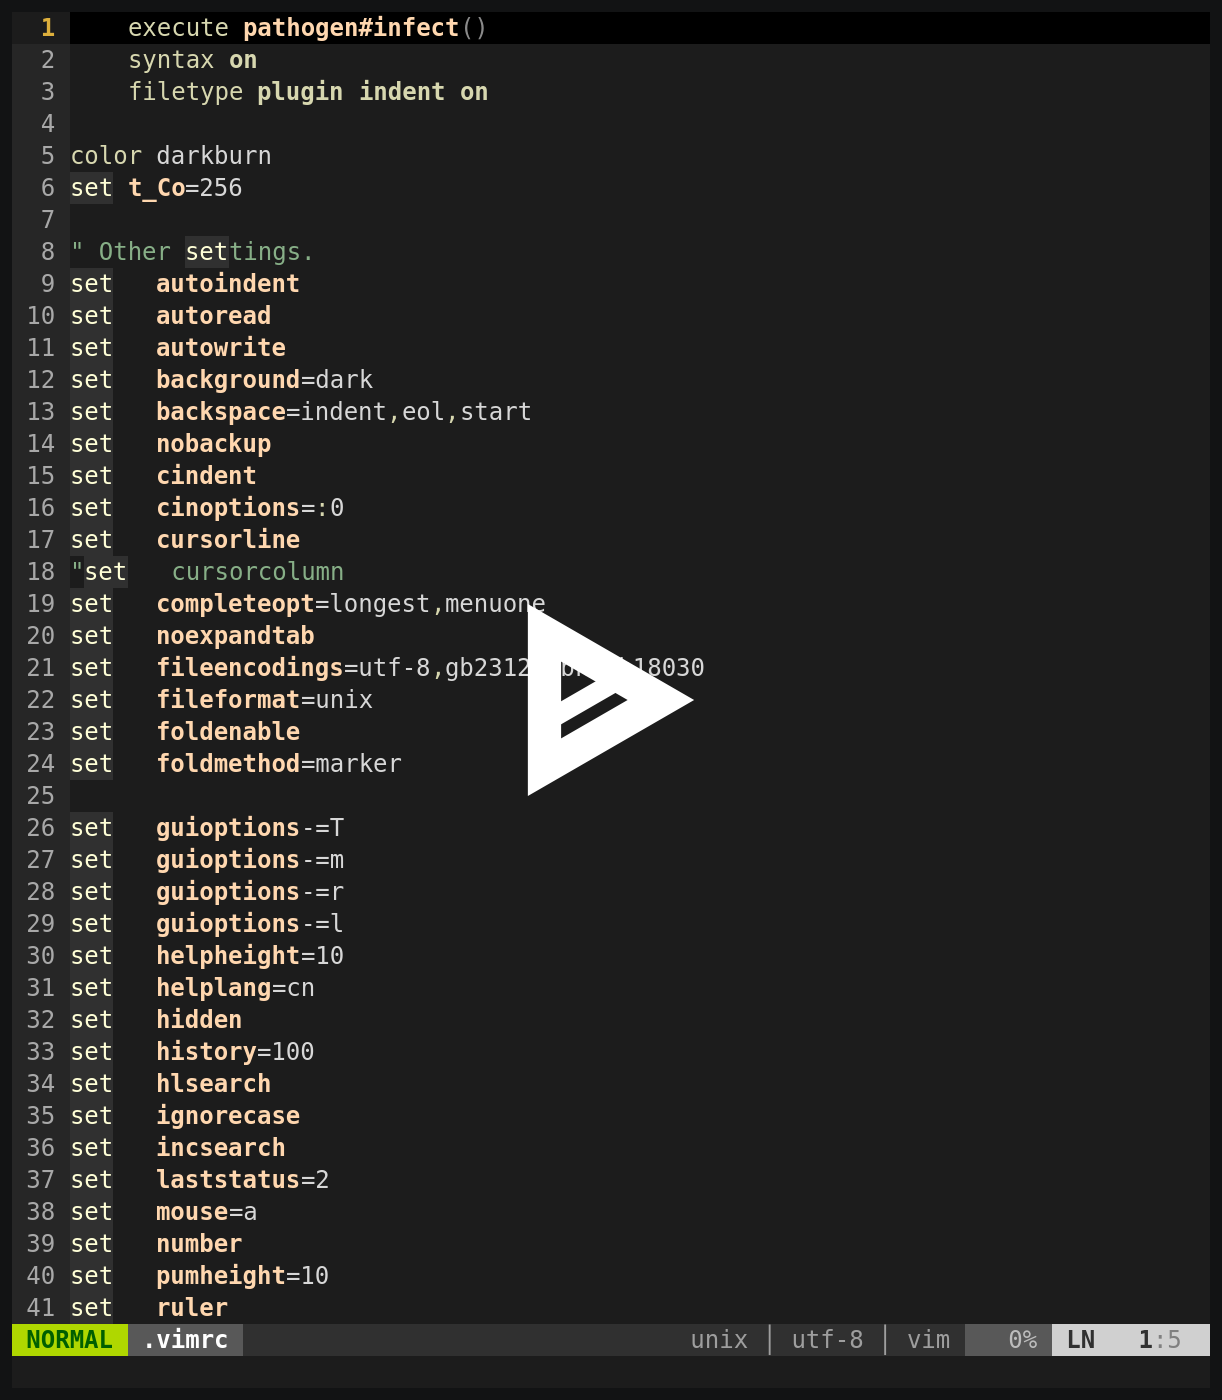 1 execute pathogen#infect()
2 syntax on
3 filetype plugin indent on
4
5 color darkburn
6 set t_Co=256
7
8 " Other settings.
9 set autoindent
10 set autoread
11 set autowrite
12 set background=dark
13 set backspace=indent,eol,start
14 set nobackup
15 set cindent
16 set cinoptions=:0
17 set cursorline
18 "set cursorcolumn
19 set completeopt=longest,menuone
20 set noexpandtab
21 set fileencodings=utf-8,gb2312 18030
22 set fileformat=unix
23 set foldenable
24 set foldmethod=marker
25
26 set guioptions-=T
27 set guioptions-=m
28 set guioptions-=r
29 set guioptions-=l
30 set helpheight=10
31 set helplang=cn
32 set hidden
33 set history=100
34 set hlsearch
35 set ignorecase
36 set incsearch
37 set laststatus=2
38 set mouse=a
39 set number
40 set pumheight=10
41 set ruler
NORMAL .vimrc unix │ utf-8 │ vim 0% LN 1:5